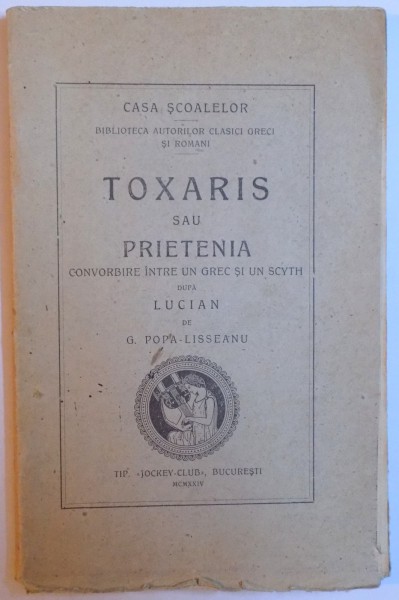 CASA ȘCOALELOR
BIBLIOTECA AUTORILOR CLASICI GRECI
ȘI ROMANI
TOXARIS
SAU
PRIETENIA
CONVORBIRE ÎNTRE UN GREC ȘI UN SCYTH
DUPĂ
LUCIAN
DE
G. POPA-LISSEANU
TIP. «JOCKEY-CLUB», BUCUREȘTI
MCMXXIV